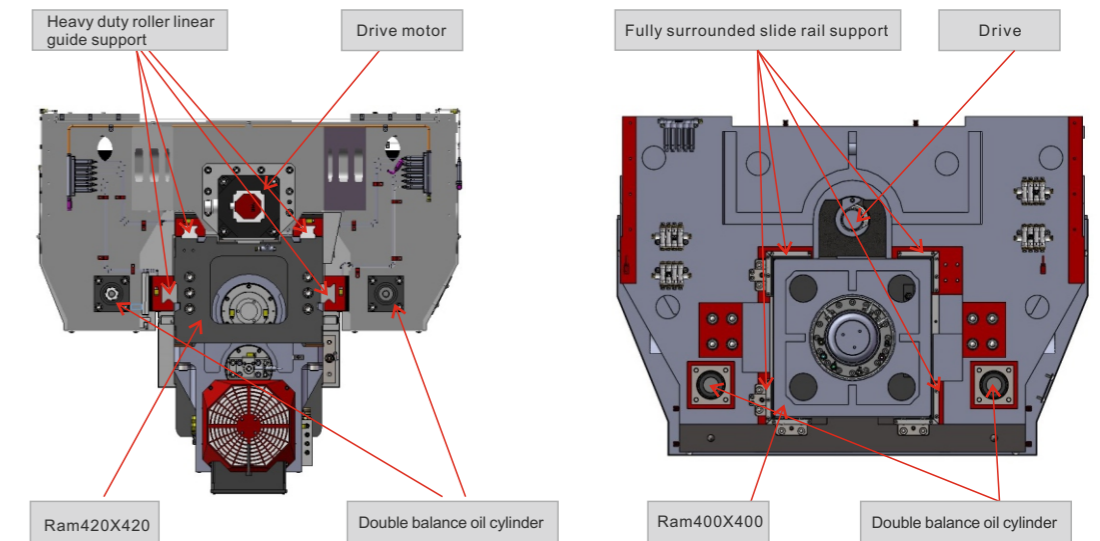 Heavy duty roller linear
guide support
Drive motor
Fully surrounded slide rail support
Drive
Ram420X420
Double balance oil cylinder
Ram400X400
Double balance oil cylinder